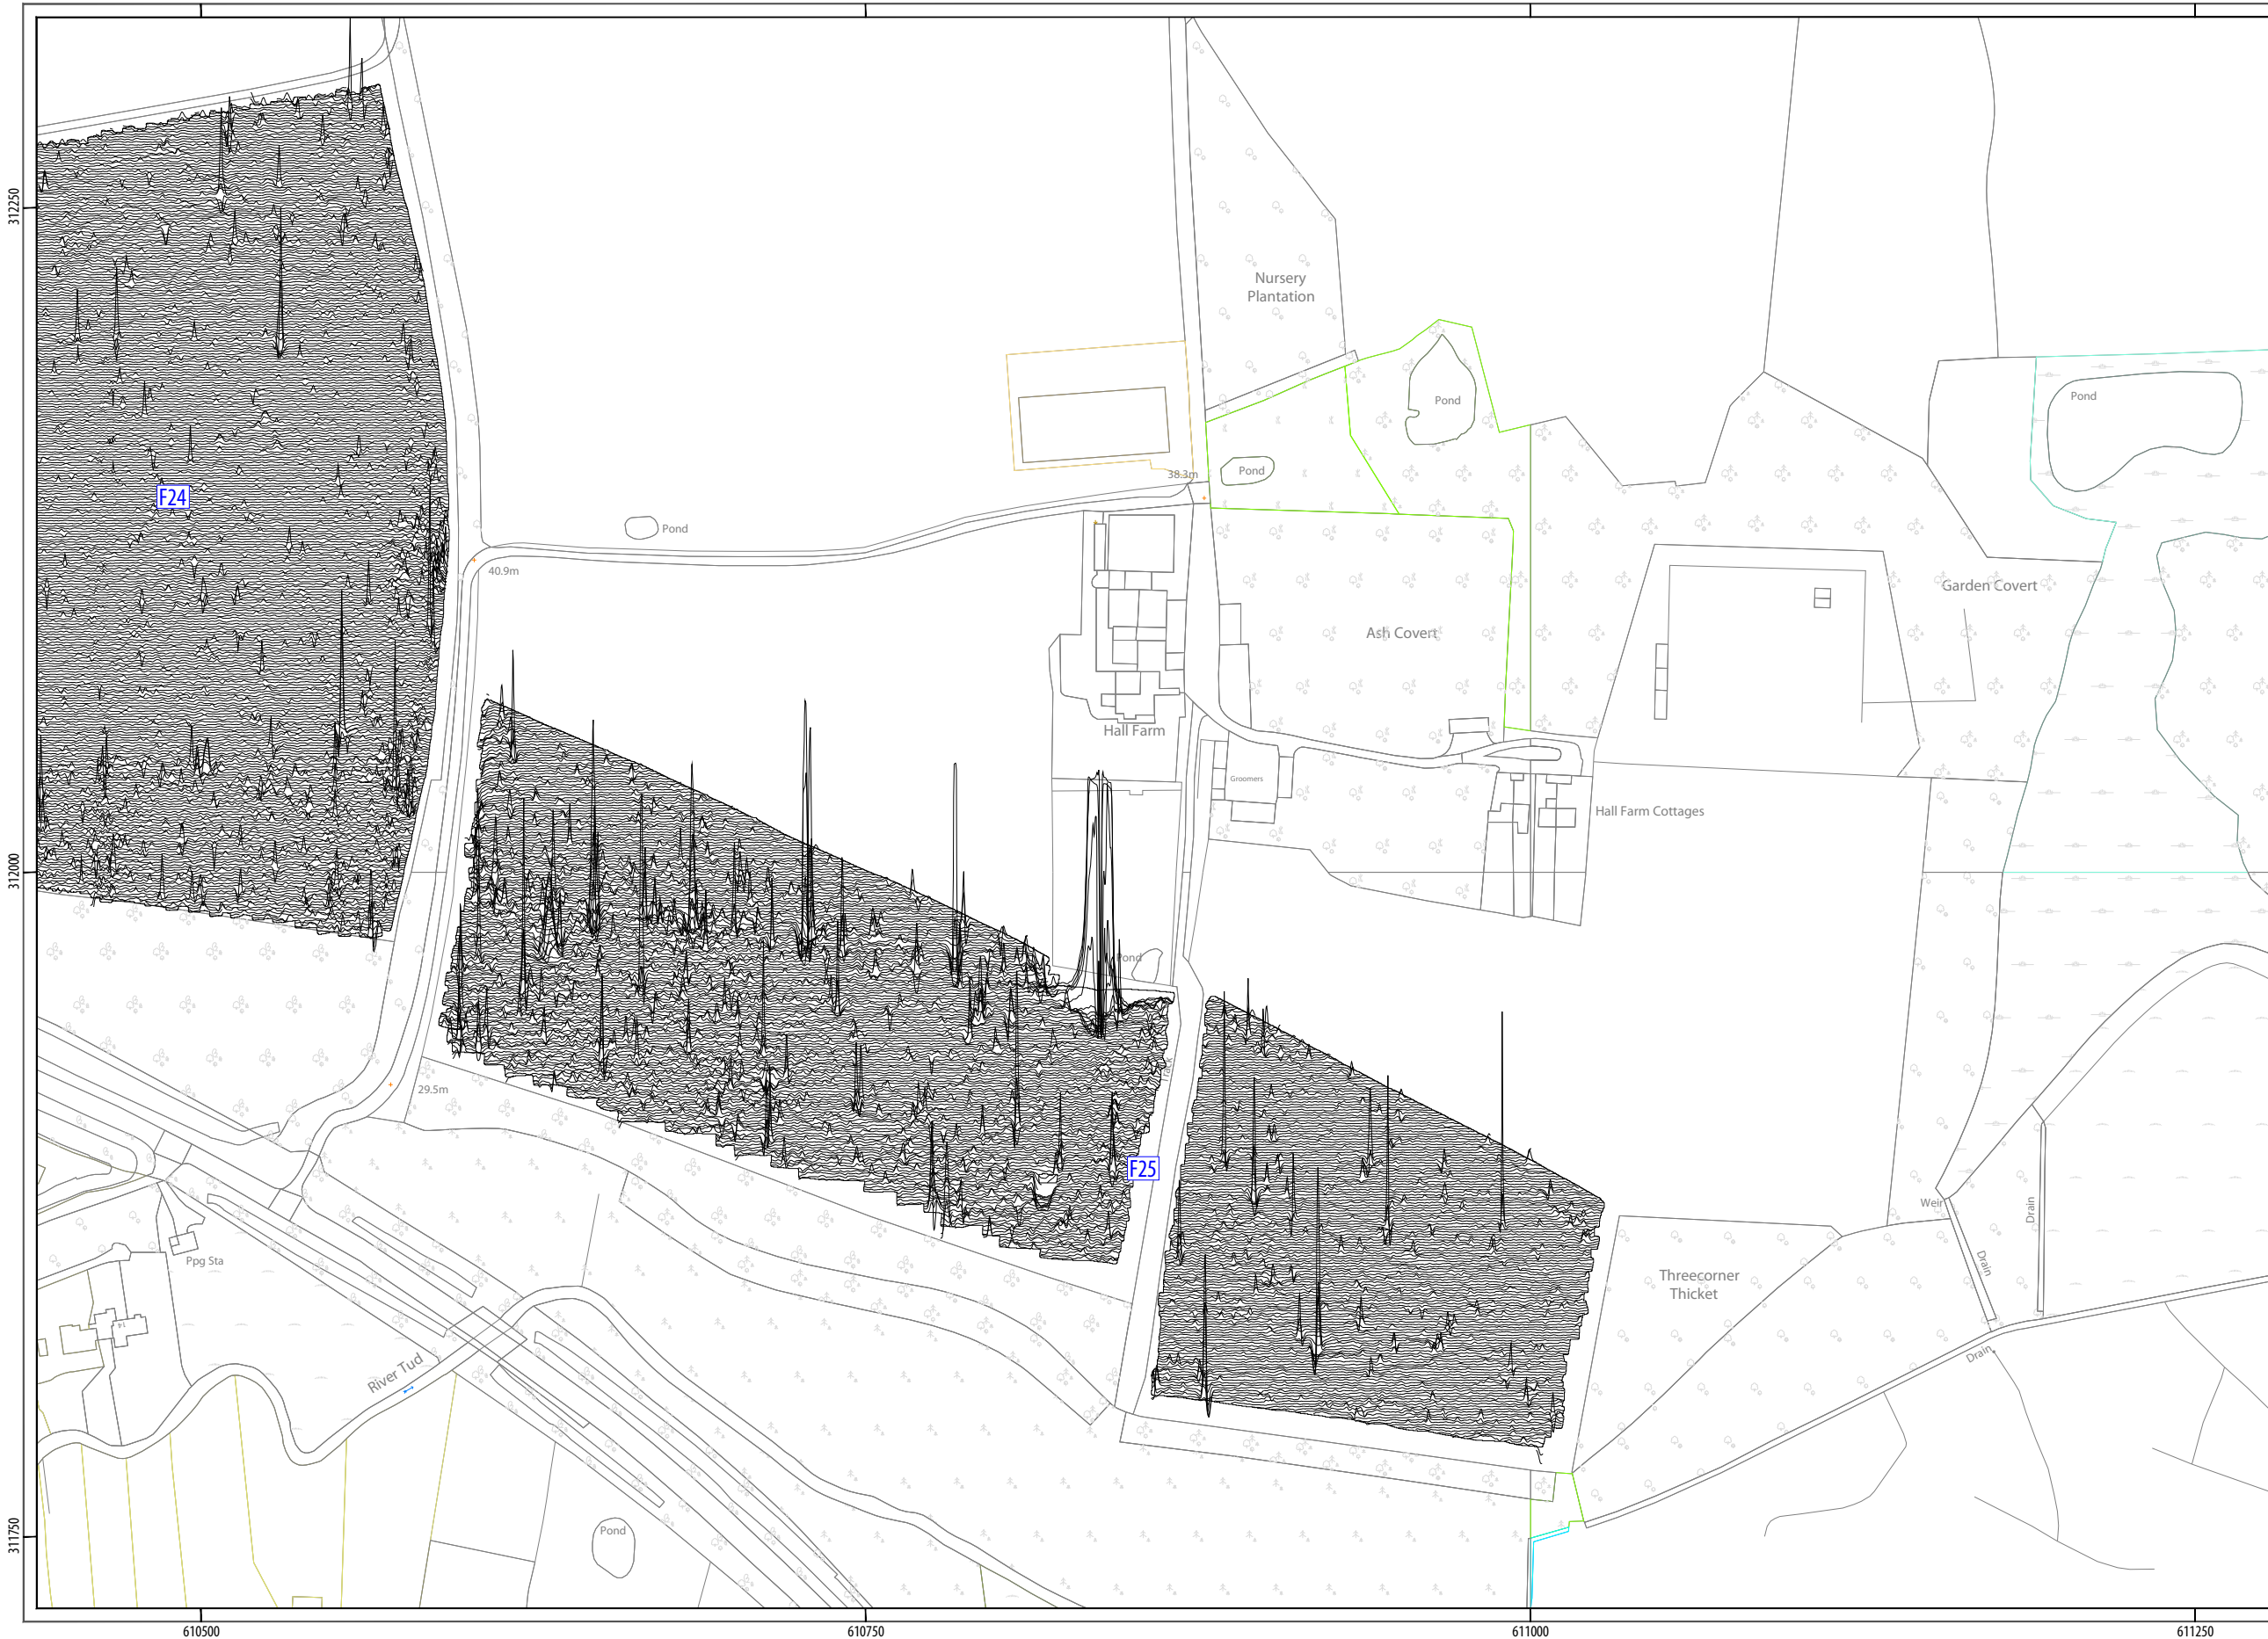 312250
Nursery
Plantation
Pond
Pond
38.3m
Pond
F24
Pond
40.9m
Garden Covert
Ash Covert
Hall Farm
Groomers
Hall Farm Cottages
312000
Pond
Track
29.5m
F25
Weir
Drain
Drain
Ppg Sta
Threecorner
Thicket
River Tud
Drain
311750
Pond
610500
610750
611000
611250